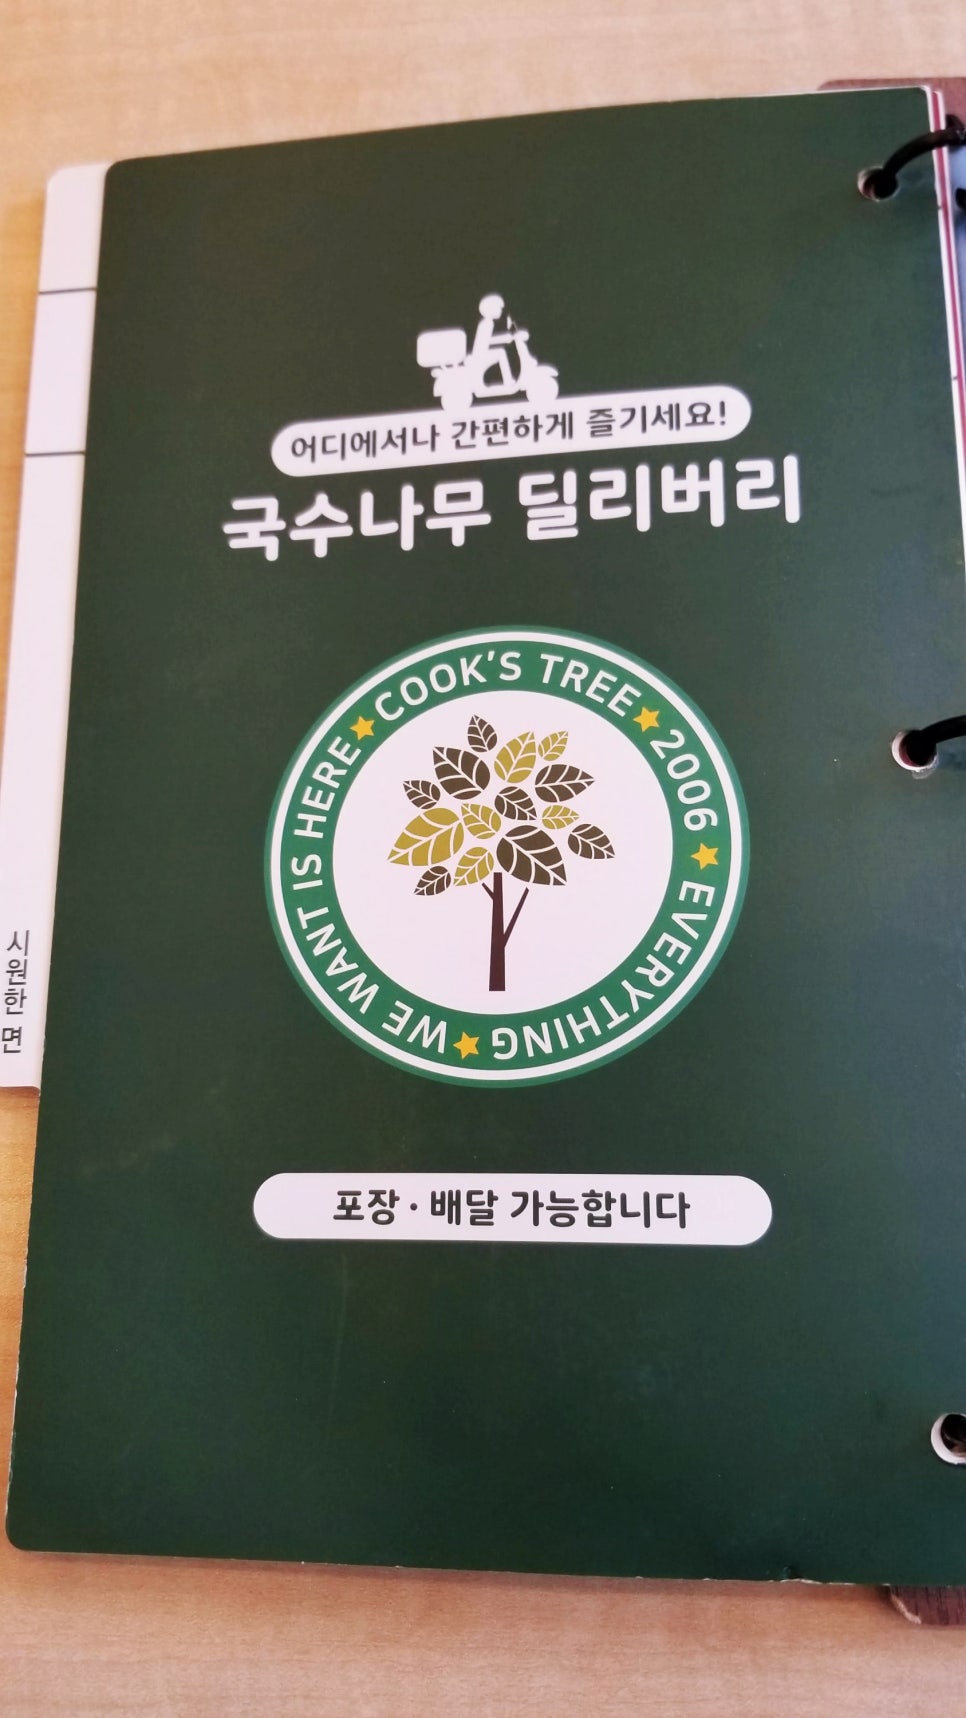 어디에서나 간편하게 즐기세요!
국수나무 딜리버리
COOK'S TREE ★ 2006 ★ EVERYTHING ★ WE WANT IS HERE ★
포장 · 배달 가능합니다
시원한 면